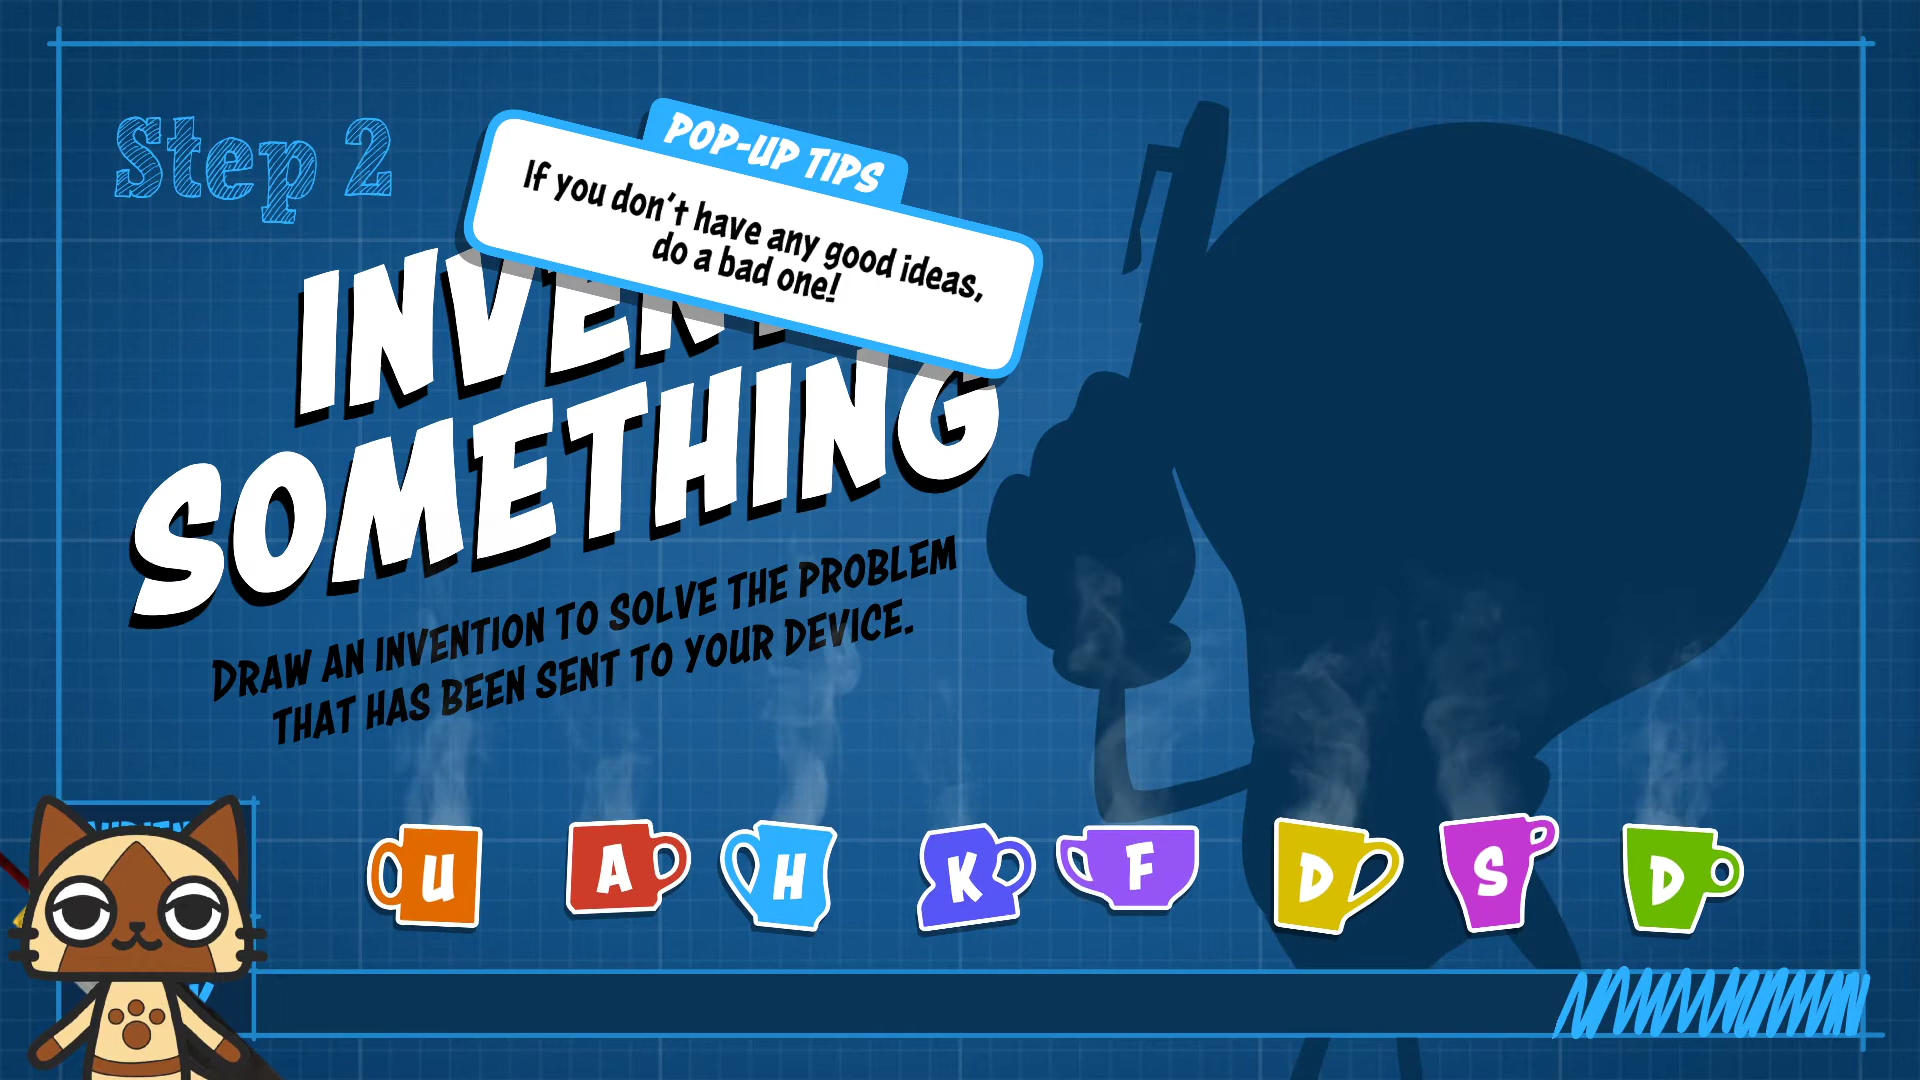 Step 2
POP-UP TIPS
If you don't have any good ideas,
do a bad one!
INVENT
SOMETHING
DRAW AN INVENTION TO SOLVE THE PROBLEM
THAT HAS BEEN SENT TO YOUR DEVICE.
U A H K F D S D